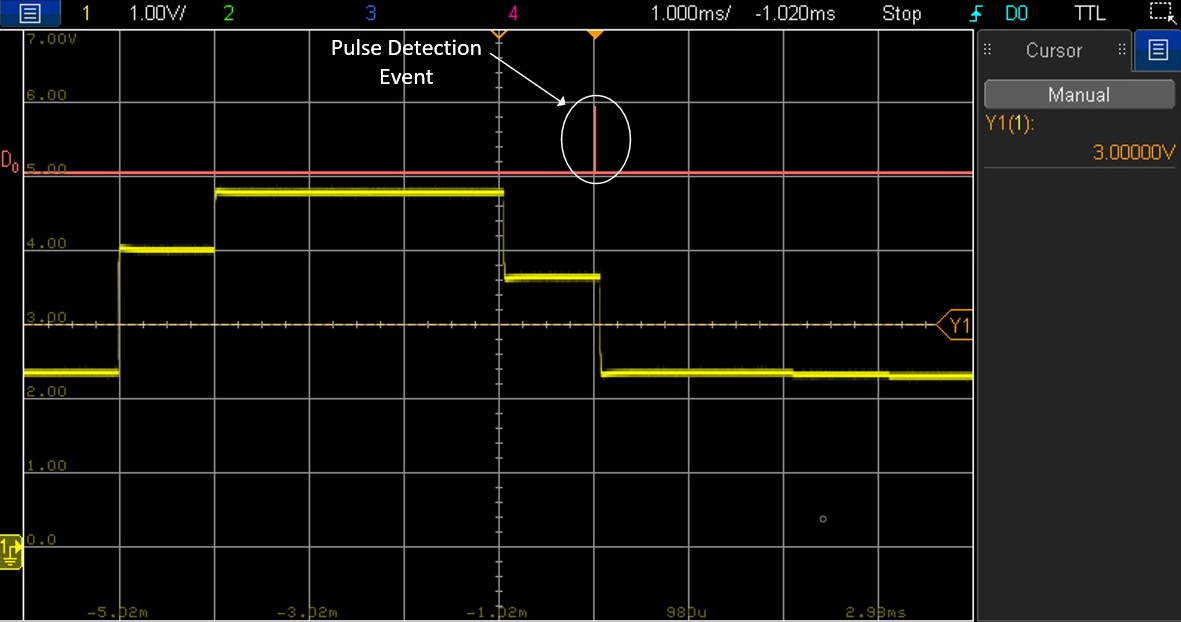 1 1.00V/ 2 3 4 1.000ms/ -1.020ms Stop D0 TTL
7.00V
Pulse Detection
Event
Cursor
Manual
Y1(1):
3.00000V
6.00
D0
5.00
4.00
3.00
Y1
2.00
1.00
0.0
1
-5.02m -3.02m -1.02m 980u 2.98ms